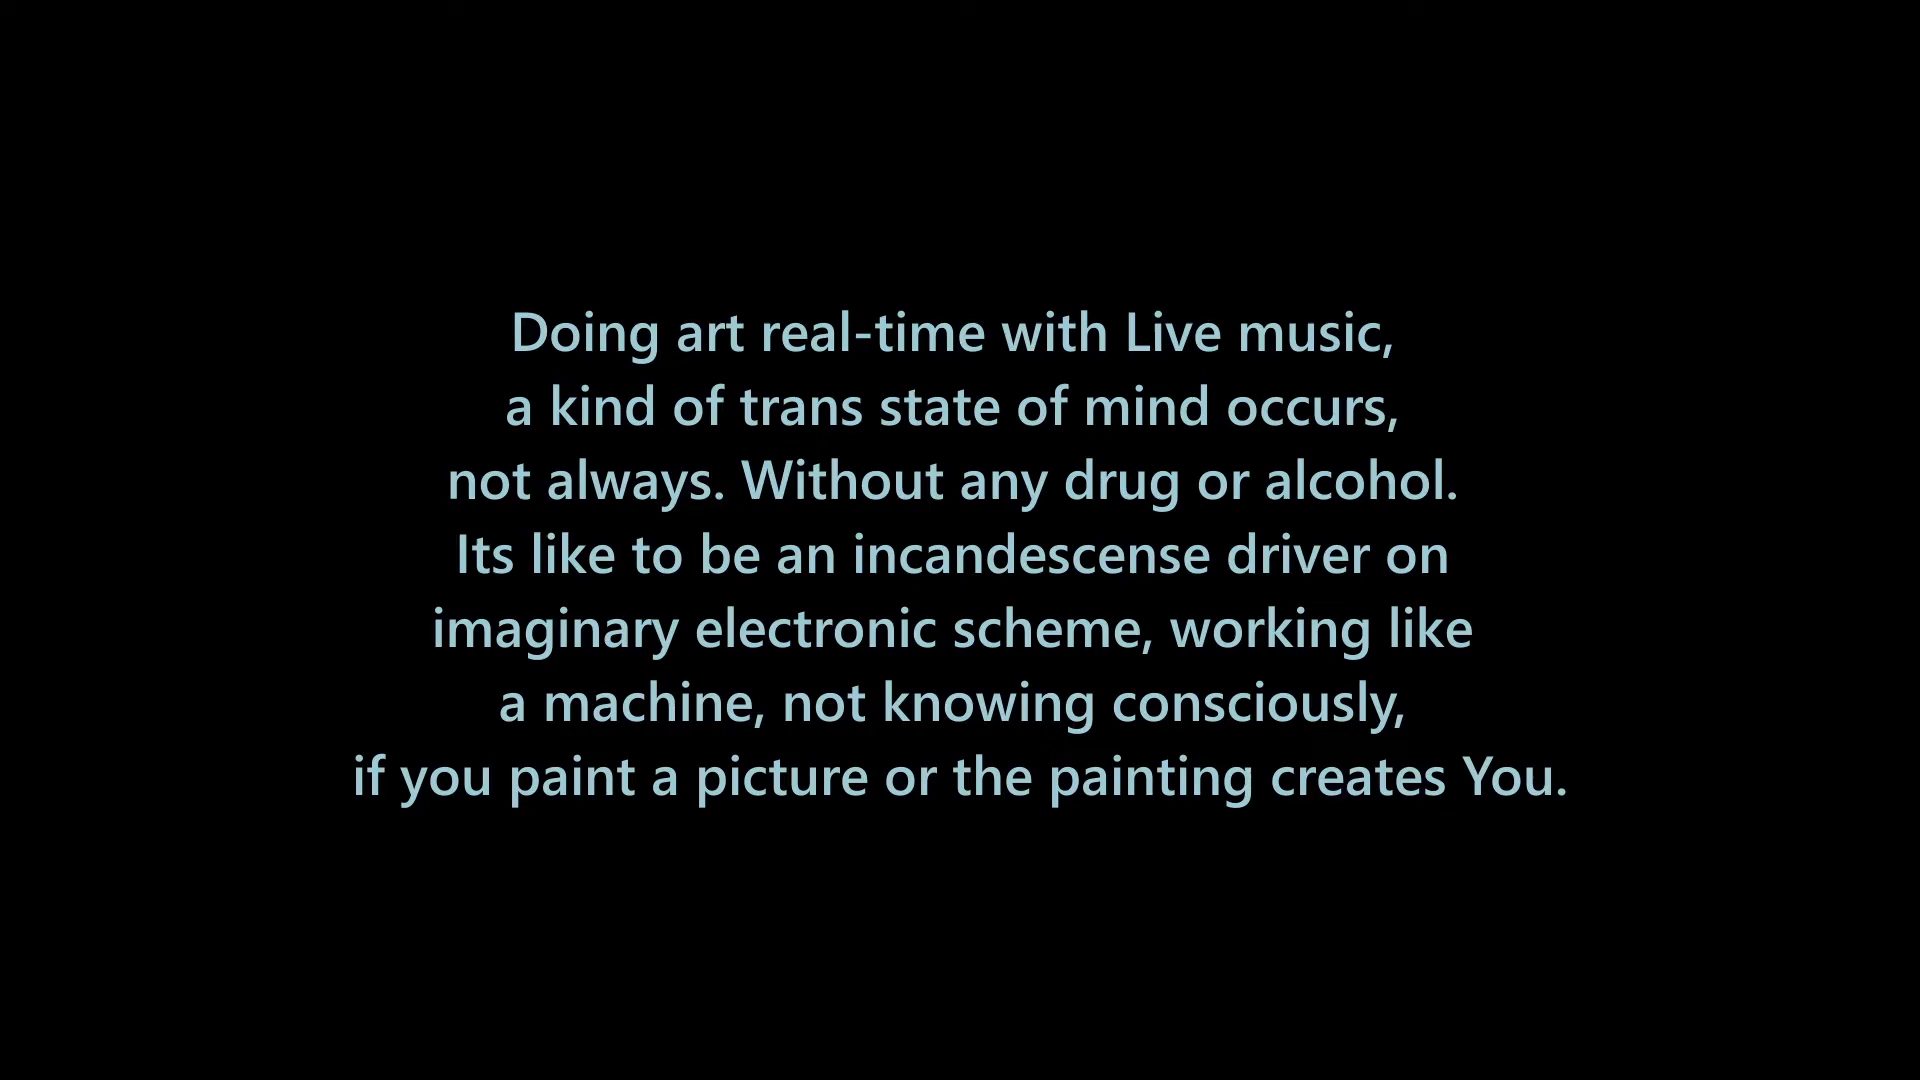 Doing art real-time with Live music,
a kind of trans state of mind occurs,
not always. Without any drug or alcohol.
Its like to be an incandescense driver on
imaginary electronic scheme, working like
a machine, not knowing consciously,
if you paint a picture or the painting creates You.